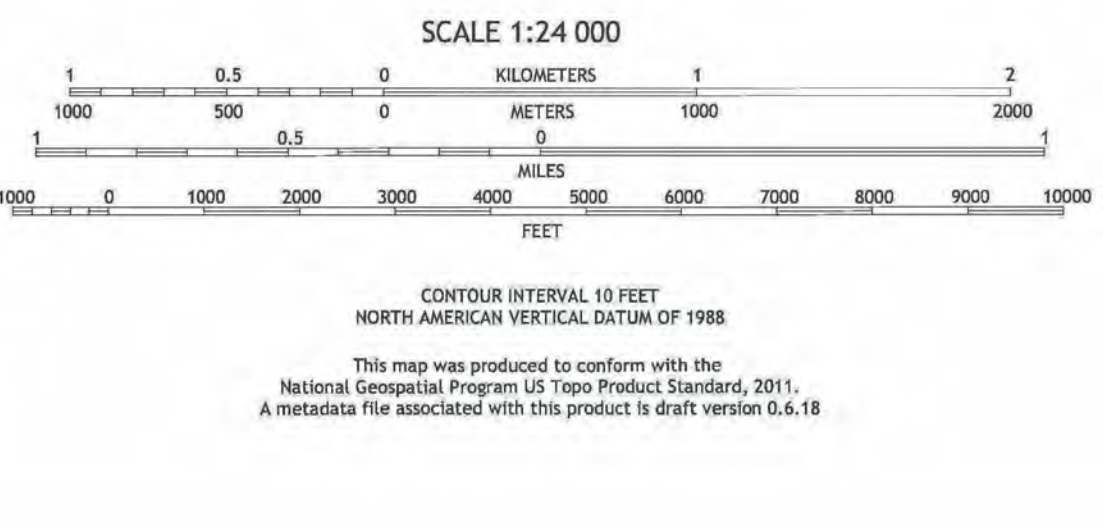 SCALE 1:24 000
1 0.5 0 KILOMETERS 1 2
1000 500 0 METERS 1000 2000
1 0.5 0 1
MILES
1000 0 1000 2000 3000 4000 5000 6000 7000 8000 9000 10000
FEET
CONTOUR INTERVAL 10 FEET
NORTH AMERICAN VERTICAL DATUM OF 1988
This map was produced to conform with the
National Geospatial Program US Topo Product Standard, 2011.
A metadata file associated with this product is draft version 0.6.18